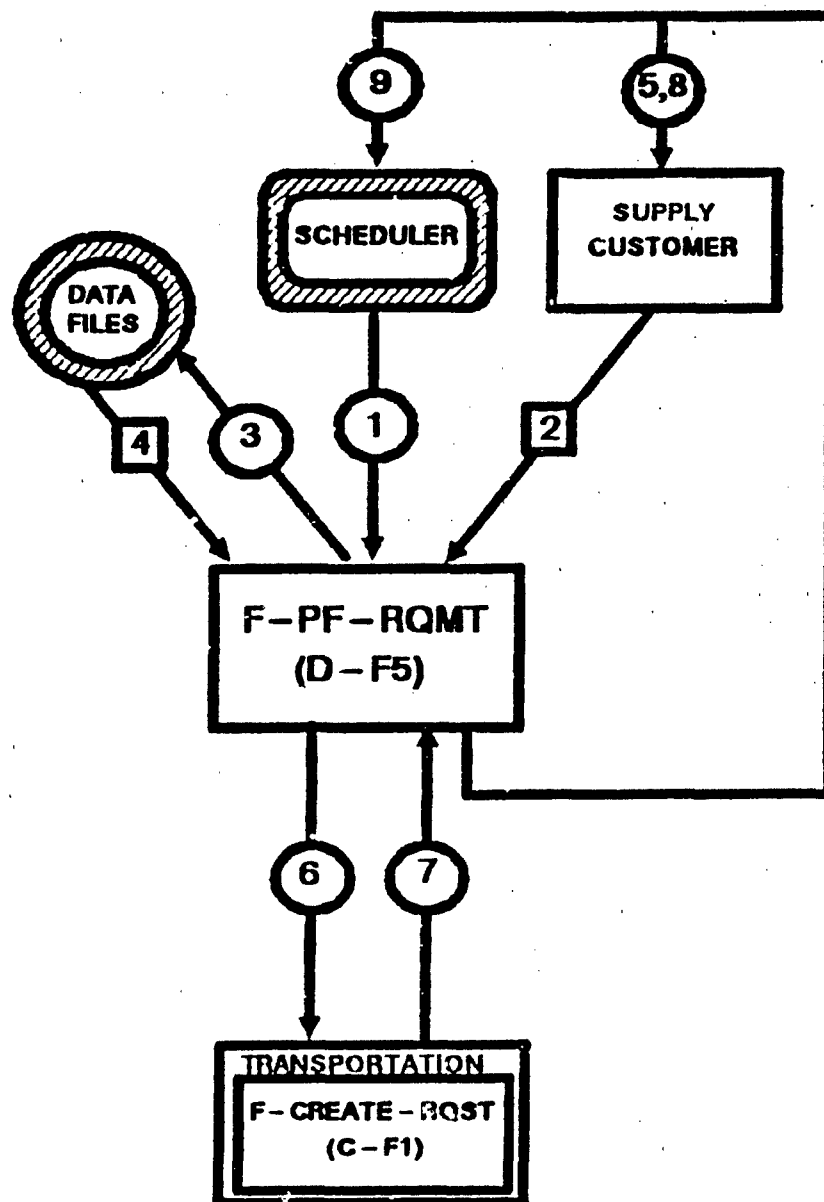 9
5,8
SCHEDULER
SUPPLY
CUSTOMER
DATA
FILES
4
3
1
2
F-PF-RQMT
(D-F5)
6
7
TRANSPORTATION
F-CREATE-RQST
(C-F1)